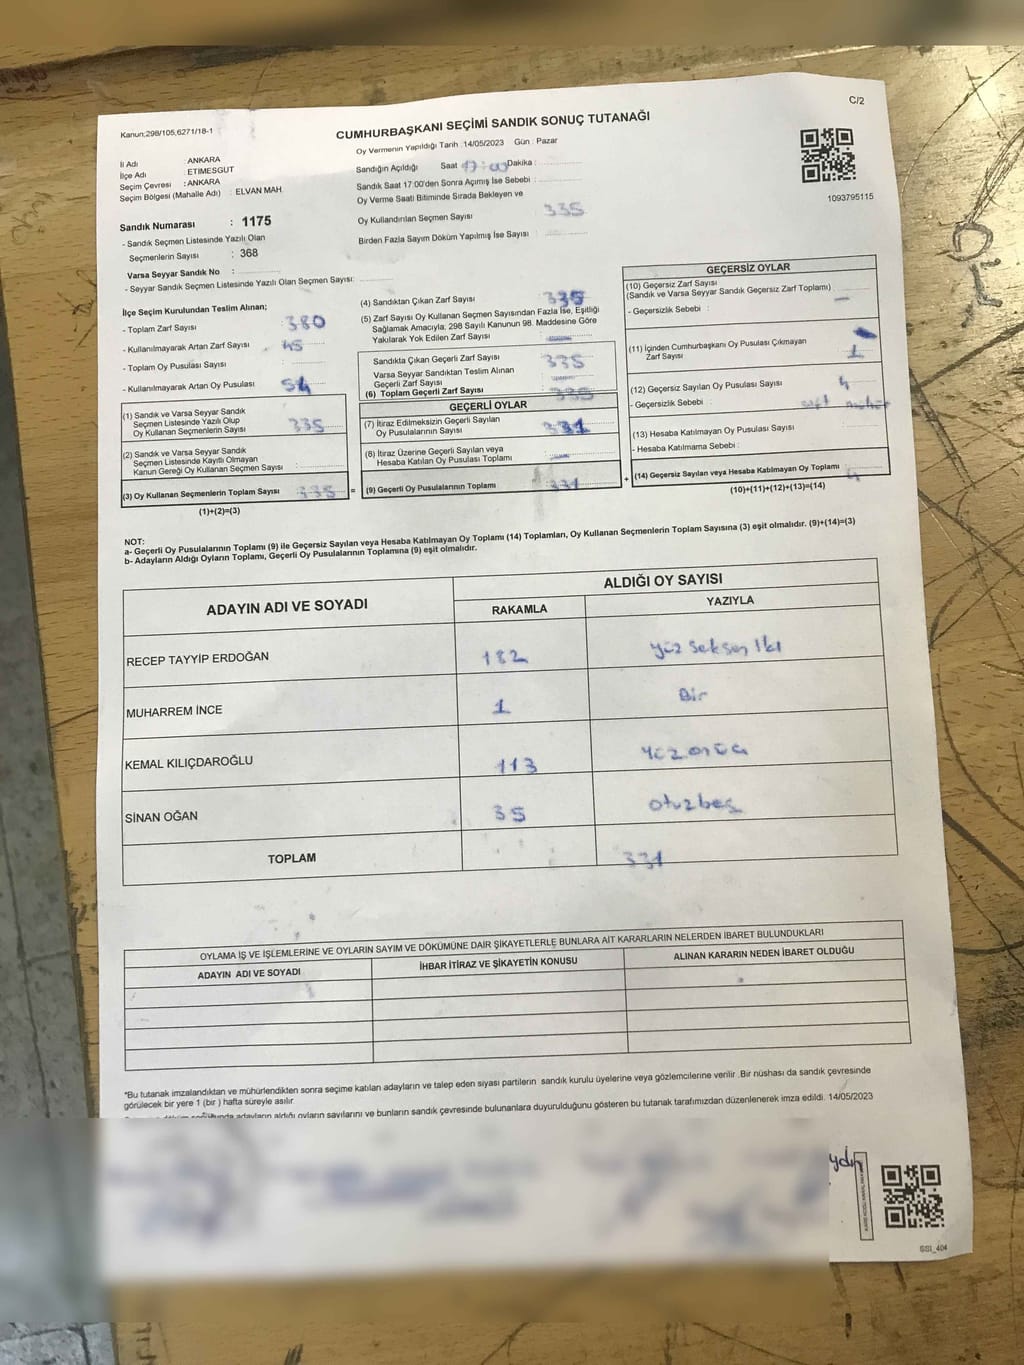 C/2
Kanun:298/105,6271/18-1
CUMHURBAŞKANI SEÇİMİ SANDIK SONUÇ TUTANAĞI
Oy Vermenin Yapıldığı Tarih :14/05/2023 Gün : Pazar
İl Adı : ANKARA
İlçe Adı : ETIMESGUT
Seçim Çevresi : ANKARA
Seçim Bölgesi (Mahalle Adı) : ELVAN MAH.
Sandık Numarası : 1175
- Sandık Seçmen Listesinde Yazılı Olan
Seçmenlerin Sayısı : 368
Varsa Seyyar Sandık No :
- Seyyar Sandık Seçmen Listesinde Yazılı Olan Seçmen Sayısı:
Sandığın Açıldığı Saat 17:00 Dakika :
Sandık Saat 17:00'den Sonra Açımış İse Sebebi :
Oy Verme Saati Bitiminde Sırada Bekleyen ve
Oy Kullandırılan Seçmen Sayısı 335
Birden Fazla Sayım Döküm Yapılmış İse Sayısı :
1093795115
İlçe Seçim Kurulundan Teslim Alınan;
- Toplam Zarf Sayısı : 380
- Kullanılmayarak Artan Zarf Sayısı : 45
- Toplam Oy Pusulası Sayısı :
- Kullanılmayarak Artan Oy Pusulası : 54
(1) Sandık ve Varsa Seyyar Sandık
Seçmen Listesinde Yazılı Olup
Oy Kullanan Seçmenlerin Sayısı : 335
(2) Sandık ve Varsa Seyyar Sandık
Seçmen Listesinde Kayıtlı Olmayan
Kanun Gereği Oy Kullanan Seçmen Sayısı :
(3) Oy Kullanan Seçmenlerin Toplam Sayısı : 335
(1)+(2)=(3)
(4) Sandıktan Çıkan Zarf Sayısı : 335
(5) Zarf Sayısı Oy Kullanan Seçmen Sayısından Fazla İse, Eşitliği
Sağlamak Amacıyla; 298 Sayılı Kanunun 98. Maddesine Göre
Yakılarak Yok Edilen Zarf Sayısı
Sandıkta Çıkan Geçerli Zarf Sayısı : 335
Varsa Seyyar Sandıktan Teslim Alınan
Geçerli Zarf Sayısı
(6) Toplam Geçerli Zarf Sayısı : 335
GEÇERLİ OYLAR
(7) İtiraz Edilmeksizin Geçerli Sayılan
Oy Pusulalarının Sayısı : 331
(8) İtiraz Üzerine Geçerli Sayılan veya
Hesaba Katılan Oy Pusulası Toplamı :
= (9) Geçerli Oy Pusulalarının Toplamı : 331
GEÇERSİZ OYLAR
(10) Geçersiz Zarf Sayısı
(Sandık ve Varsa Seyyar Sandık Geçersiz Zarf Toplamı) :
- Geçersizlik Sebebi :
(11) İçinden Cumhurbaşkanı Oy Pusulası Çıkmayan
Zarf Sayısı : 1
(12) Geçersiz Sayılan Oy Pusulası Sayısı : 4
- Geçersizlik Sebebi :
(13) Hesaba Katılmayan Oy Pusulası Sayısı :
- Hesaba Katılmama Sebebi :
+ (14) Geçersiz Sayılan veya Hesaba Katılmayan Oy Toplamı : 4
(10)+(11)+(12)+(13)=(14)
NOT:
a- Geçerli Oy Pusulalarının Toplamı (9) ile Geçersiz Sayılan veya Hesaba Katılmayan Oy Toplamı (14) Toplamları, Oy Kullanan Seçmenlerin Toplam Sayısına (3) eşit olmalıdır. (9)+(14)=(3)
b- Adayların Aldığı Oyların Toplamı, Geçerli Oy Pusulalarının Toplamına (9) eşit olmalıdır.
ADAYIN ADI VE SOYADI
ALDIĞI OY SAYISI
RAKAMLA YAZIYLA
RECEP TAYYİP ERDOĞAN 182 yüz seksen iki
MUHARREM İNCE 1 Bir
KEMAL KILIÇDAROĞLU 113 yüz onüç
SİNAN OĞAN 35 otuzbeş
TOPLAM 331
OYLAMA İŞ VE İŞLEMLERİNE VE OYLARIN SAYIM VE DÖKÜMÜNE DAİR ŞİKAYETLERLE BUNLARA AİT KARARLARIN NELERDEN İBARET BULUNDUKLARI
ADAYIN ADI VE SOYADI İHBAR İTİRAZ VE ŞİKAYETİN KONUSU ALINAN KARARIN NEDEN İBARET OLDUĞU
*Bu tutanak imzalandıktan ve mühürlendikten sonra seçime katılan adayların ve talep eden siyasi partilerin sandık kurulu üyelerine veya gözlemcilerine verilir .Bir nüshası da sandık çevresinde
görülecek bir yere 1 (bir ) hafta süreyle asılır.
adayların aldığı oyların sayılarını ve bunların sandık çevresinde bulunanlara duyurulduğunu gösteren bu tutanak tarafımızdan düzenlenerek imza edildi. 14/05/2023
SSI_404